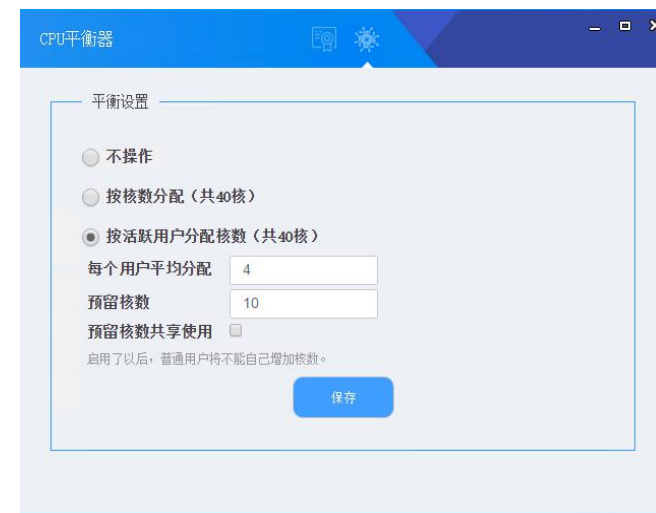 CPU平衡器
平衡设置
不操作
按核数分配（共40核）
按活跃用户分配核数（共40核）
每个用户平均分配 4
预留核数 10
预留核数共享使用
启用了以后，普通用户将不能自己增加核数。
保存